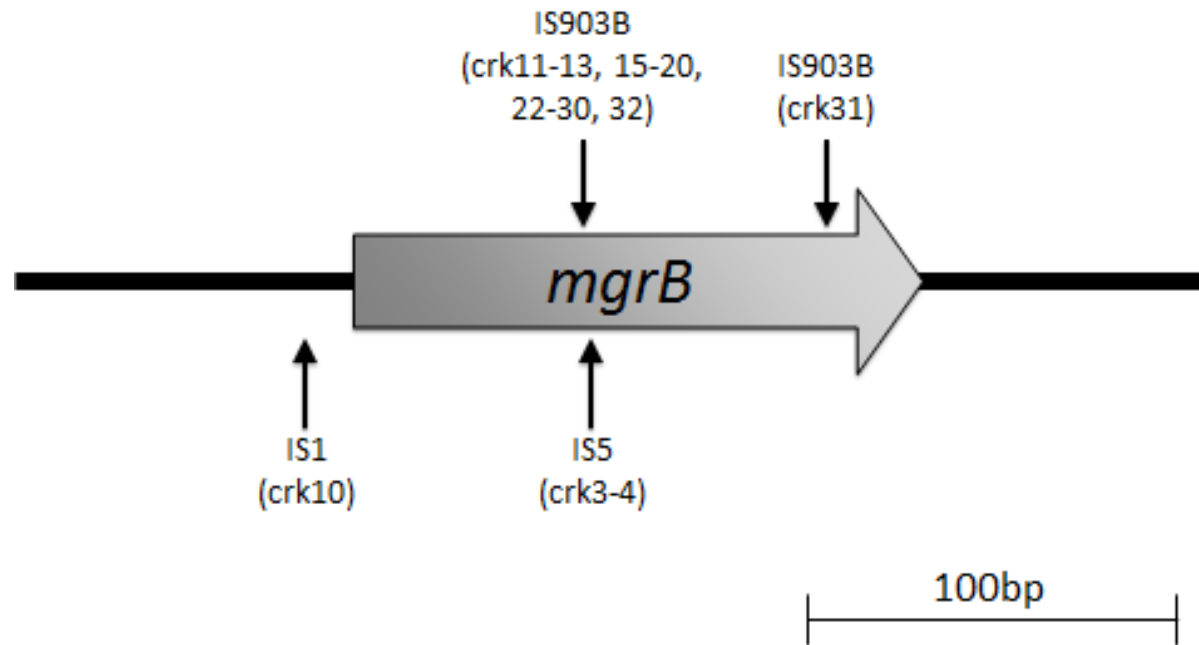 IS903B
(crk11-13, 15-20,
22-30, 32)
IS903B
(crk31)
mgrB
IS1
(crk10)
IS5
(crk3-4)
100bp